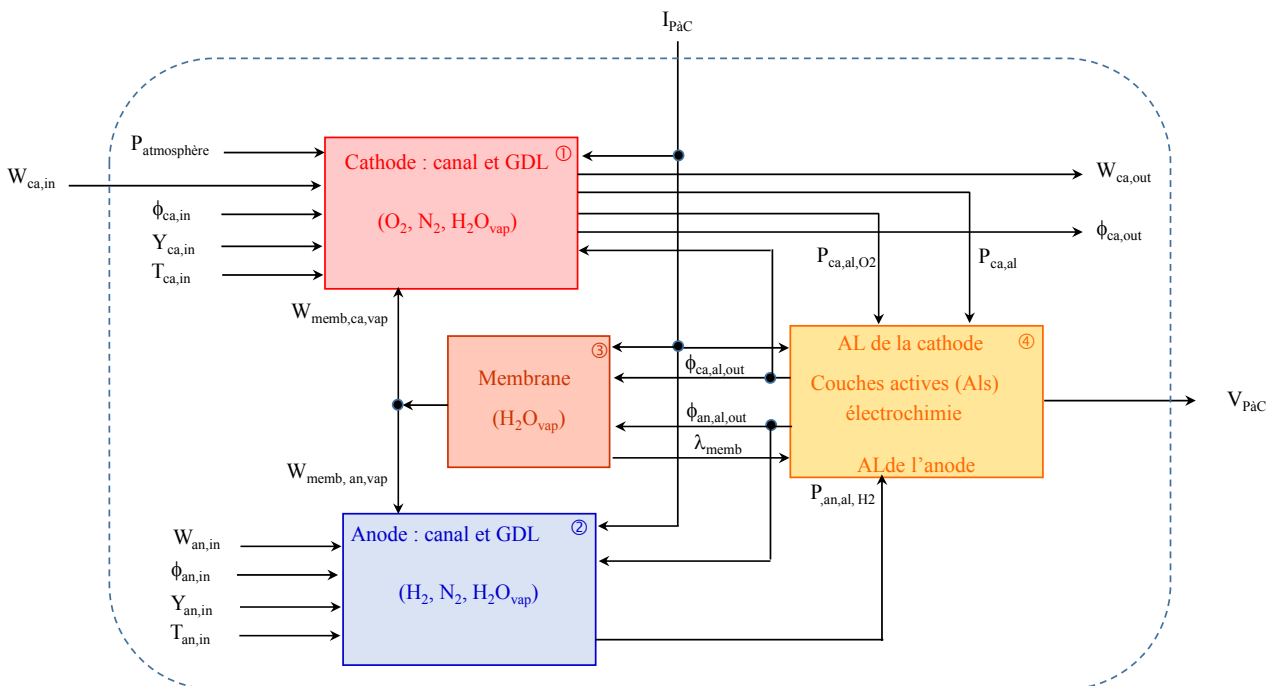 I_PàC
P_atmosphère
W_ca,in
ϕ_ca,in
Y_ca,in
T_ca,in
Cathode : canal et GDL ①
(O₂, N₂, H₂O_vap)
W_ca,out
ϕ_ca,out
P_ca,al,O2
P_ca,al
W_memb,ca,vap
③
Membrane
(H₂O_vap)
ϕ_ca,al,out
ϕ_an,al,out
λ_memb
AL de la cathode ④
Couches actives (Als)
électrochimie
ALde l’anode
V_PàC
W_memb, an,vap
P_,an,al, H2
Anode : canal et GDL ②
(H₂, N₂, H₂O_vap)
W_an,in
ϕ_an,in
Y_an,in
T_an,in